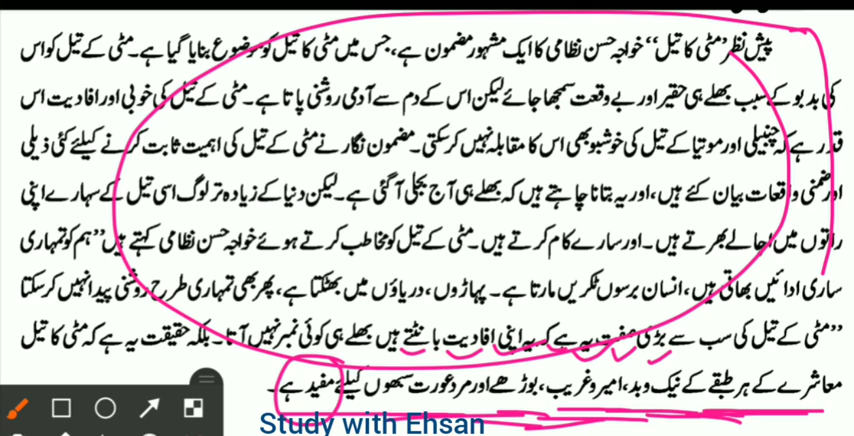 پیش نظر ’’مٹی کا تیل‘‘ خواجہ حسن نظامی کا ایک مشہور مضمون ہے، جس میں مٹی کا تیل کو موضوع بنایا گیا ہے۔ مٹی کے تیل کو اس
کی بدبو کے سبب بھلے ہی حقیر اور بے وقعت سمجھا جائے لیکن اس کے دم سے آدمی روشنی پاتا ہے۔ مٹی کے تیل کی خوبی اور افادیت اس
قدر ہے کہ چنبیلی اور موتیا کے تیل کی خوشبو بھی اس کا مقابلہ نہیں کر سکتی۔ مضمون نگار نے مٹی کے تیل کی اہمیت ثابت کرنے کیلئے کئی ذیلی
اور ضمنی واقعات بیان کئے ہیں، اور یہ بتانا چاہتے ہیں کہ بھلے ہی آج بجلی آگئی ہے۔ لیکن دنیا کے زیادہ تر لوگ اسی تیل کے سہارے اپنی
راتوں میں اجالے بھرتے ہیں۔ اور سارے کام کرتے ہیں۔ مٹی کے تیل کو مخاطب کرتے ہوئے خواجہ حسن نظامی کہتے ہیں ’’ہم کو تمہاری
ساری ادائیں بھاتی ہیں، انسان برسوں ٹکریں مارتا ہے۔ پہاڑوں، دریاؤں میں بھٹکتا ہے، پھر بھی تمہاری طرح روشنی پیدا نہیں کر سکتا
’’مٹی کے تیل کی سب سے بڑی صفت یہ ہے کہ یہ اپنی افادیت بانٹتے ہیں بھلے ہی کوئی نمبر نہیں آتا۔ بلکہ حقیقت یہ ہے کہ مٹی کا تیل
معاشرے کے ہر طبقے کے نیک و بد، امیر و غریب، بوڑھے اور مرد عورت سبھوں کیلئے مفید ہے۔
Study with Ehsan